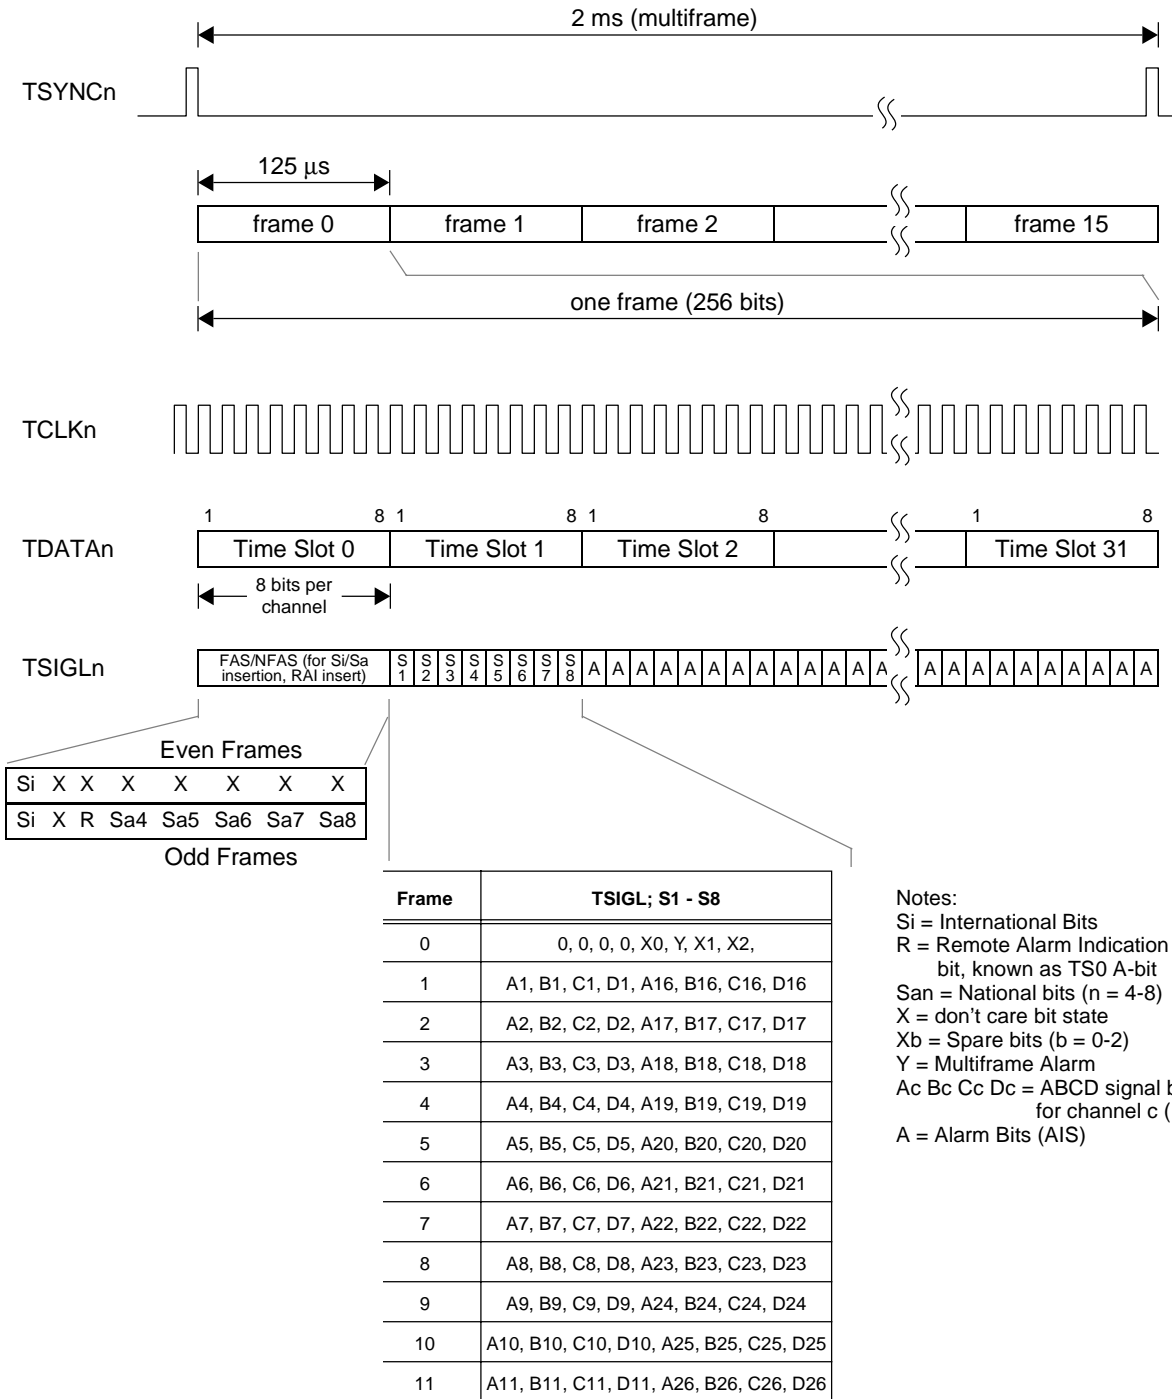 2 ms (multiframe)
TSYNCn
125 μs
frame 0 frame 1 frame 2 frame 15
one frame (256 bits)
TCLKn
1 8 1 8 1 8 1 8
TDATAn Time Slot 0 Time Slot 1 Time Slot 2 Time Slot 31
8 bits per
channel
TSIGLn FAS/NFAS (for Si/Sa
insertion, RAI insert) S1 S2 S3 S4 S5 S6 S7 S8 A A A A A A A A A A A A A A A A A A A A A A A
Even Frames
Si X X X X X X X
Si X R Sa4 Sa5 Sa6 Sa7 Sa8
Odd Frames
Frame TSIGL; S1 - S8
0 0, 0, 0, 0, X0, Y, X1, X2,
1 A1, B1, C1, D1, A16, B16, C16, D16
2 A2, B2, C2, D2, A17, B17, C17, D17
3 A3, B3, C3, D3, A18, B18, C18, D18
4 A4, B4, C4, D4, A19, B19, C19, D19
5 A5, B5, C5, D5, A20, B20, C20, D20
6 A6, B6, C6, D6, A21, B21, C21, D21
7 A7, B7, C7, D7, A22, B22, C22, D22
8 A8, B8, C8, D8, A23, B23, C23, D23
9 A9, B9, C9, D9, A24, B24, C24, D24
10 A10, B10, C10, D10, A25, B25, C25, D25
11 A11, B11, C11, D11, A26, B26, C26, D26
Notes:
Si = International Bits
R = Remote Alarm Indication
bit, known as TS0 A-bit
San = National bits (n = 4-8)
X = don't care bit state
Xb = Spare bits (b = 0-2)
Y = Multiframe Alarm
Ac Bc Cc Dc = ABCD signal
for channel c (
A = Alarm Bits (AIS)